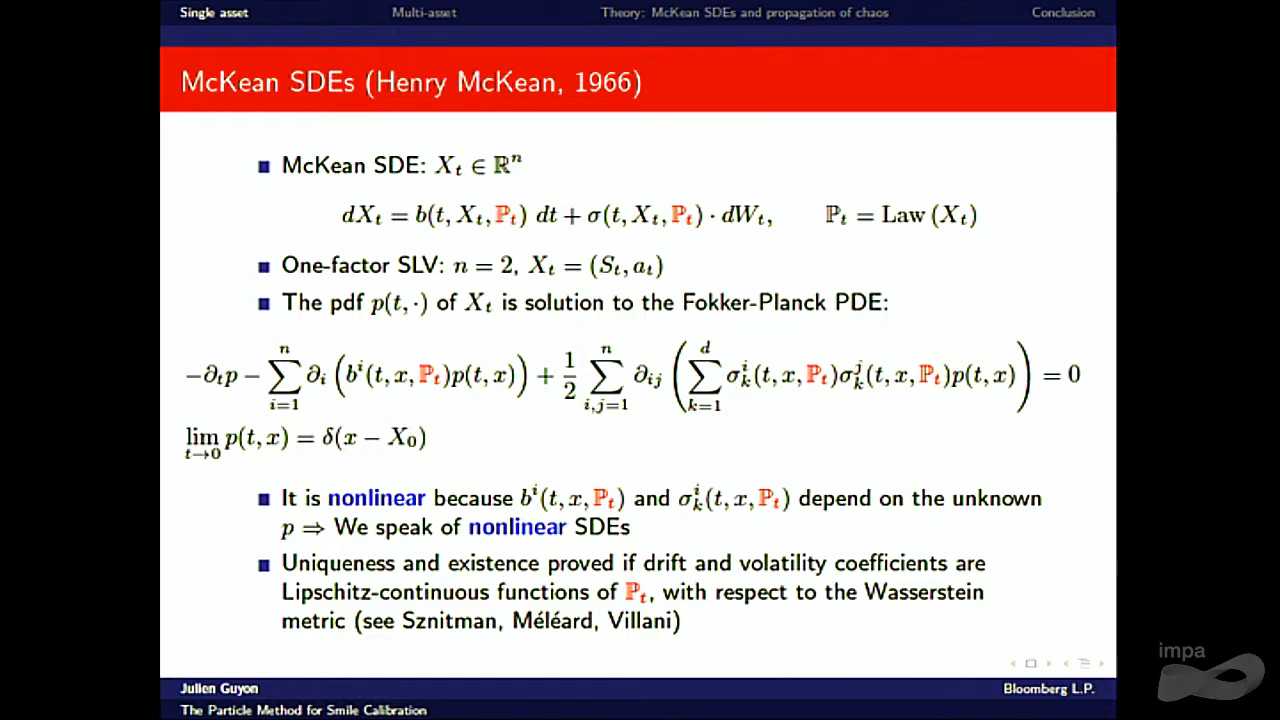 Single asset Multi-asset Theory: McKean SDEs and propagation of chaos Conclusion
McKean SDEs (Henry McKean, 1966)
McKean SDE: X_t ∈ ℝ^n
dX_t = b(t, X_t, ℙ_t) dt + σ(t, X_t, ℙ_t) · dW_t, ℙ_t = Law (X_t)
One-factor SLV: n = 2, X_t = (S_t, a_t)
The pdf p(t, ·) of X_t is solution to the Fokker-Planck PDE:
−∂_t p − ∑_{i=1}^{n} ∂_i (b^i(t, x, ℙ_t)p(t, x)) + 1/2 ∑_{i,j=1}^{n} ∂_{ij} (∑_{k=1}^{d} σ_k^i(t, x, ℙ_t)σ_k^j(t, x, ℙ_t)p(t, x)) = 0
lim_{t→0} p(t, x) = δ(x − X_0)
It is nonlinear because b^i(t, x, ℙ_t) and σ_k^i(t, x, ℙ_t) depend on the unknown
p ⇒ We speak of nonlinear SDEs
Uniqueness and existence proved if drift and volatility coefficients are
Lipschitz-continuous functions of ℙ_t, with respect to the Wasserstein
metric (see Sznitman, Méléard, Villani)
impa
Julien Guyon Bloomberg L.P.
The Particle Method for Smile Calibration